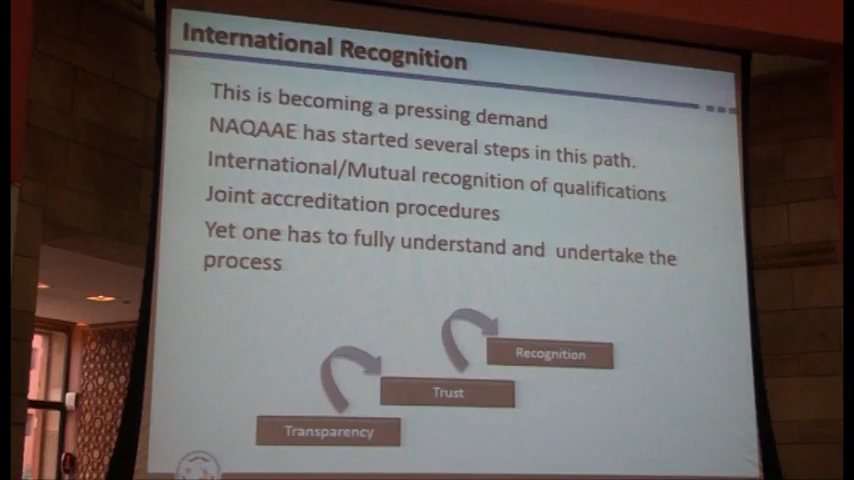 International Recognition
This is becoming a pressing demand
NAQAAE has started several steps in this path.
International/Mutual recognition of qualifications
Joint accreditation procedures
Yet one has to fully understand and undertake the
process
Recognition
Trust
Transparency